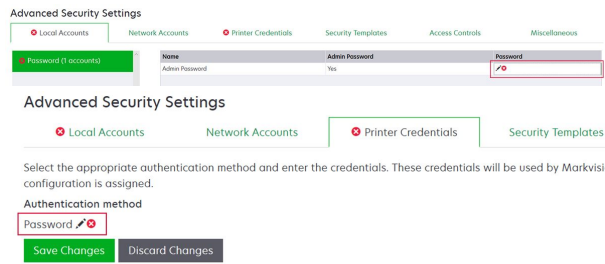 Advanced Security Settings
Local Accounts Network Accounts Printer Credentials Security Templates Access Controls Miscellaneous
Password (1 accounts) Name Admin Password Password
Admin Password Yes
Advanced Security Settings
Local Accounts Network Accounts Printer Credentials Security Templates
Select the appropriate authentication method and enter the credentials. These credentials will be used by Markvisi
configuration is assigned.
Authentication method
Password
Save Changes Discard Changes